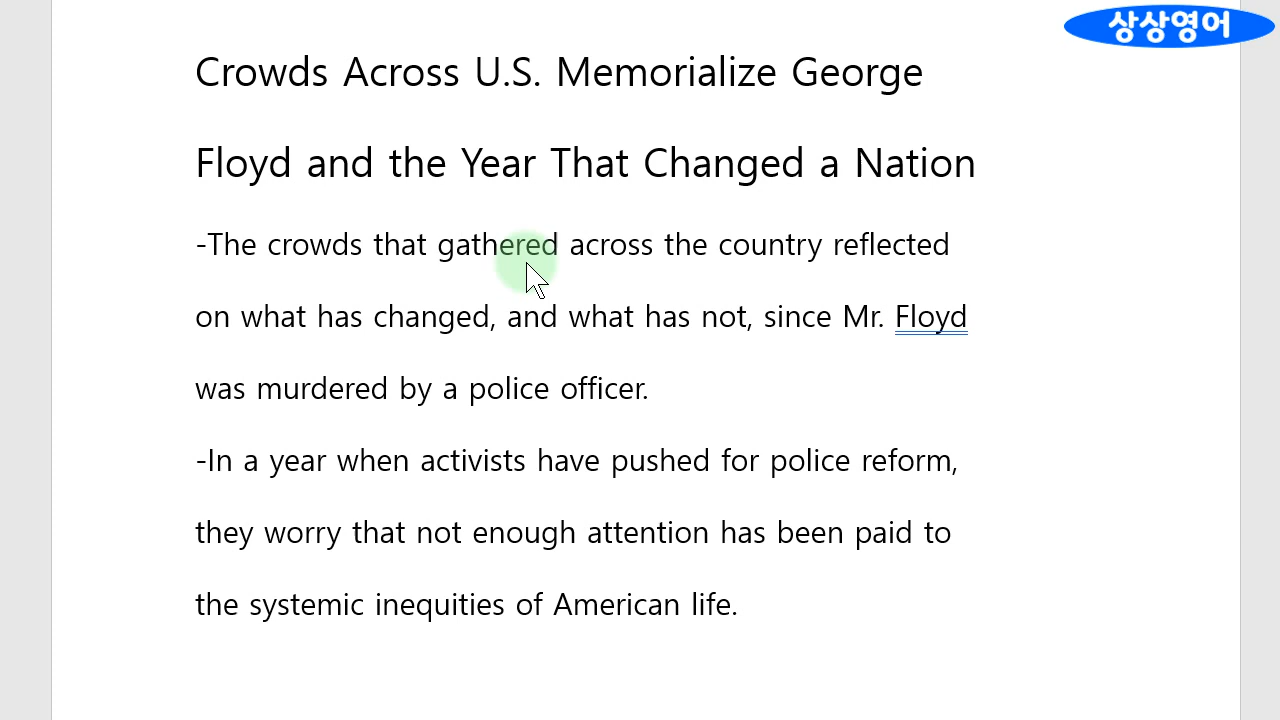 상상영어
Crowds Across U.S. Memorialize George
Floyd and the Year That Changed a Nation
-The crowds that gathered across the country reflected
on what has changed, and what has not, since Mr. Floyd
was murdered by a police officer.
-In a year when activists have pushed for police reform,
they worry that not enough attention has been paid to
the systemic inequities of American life.